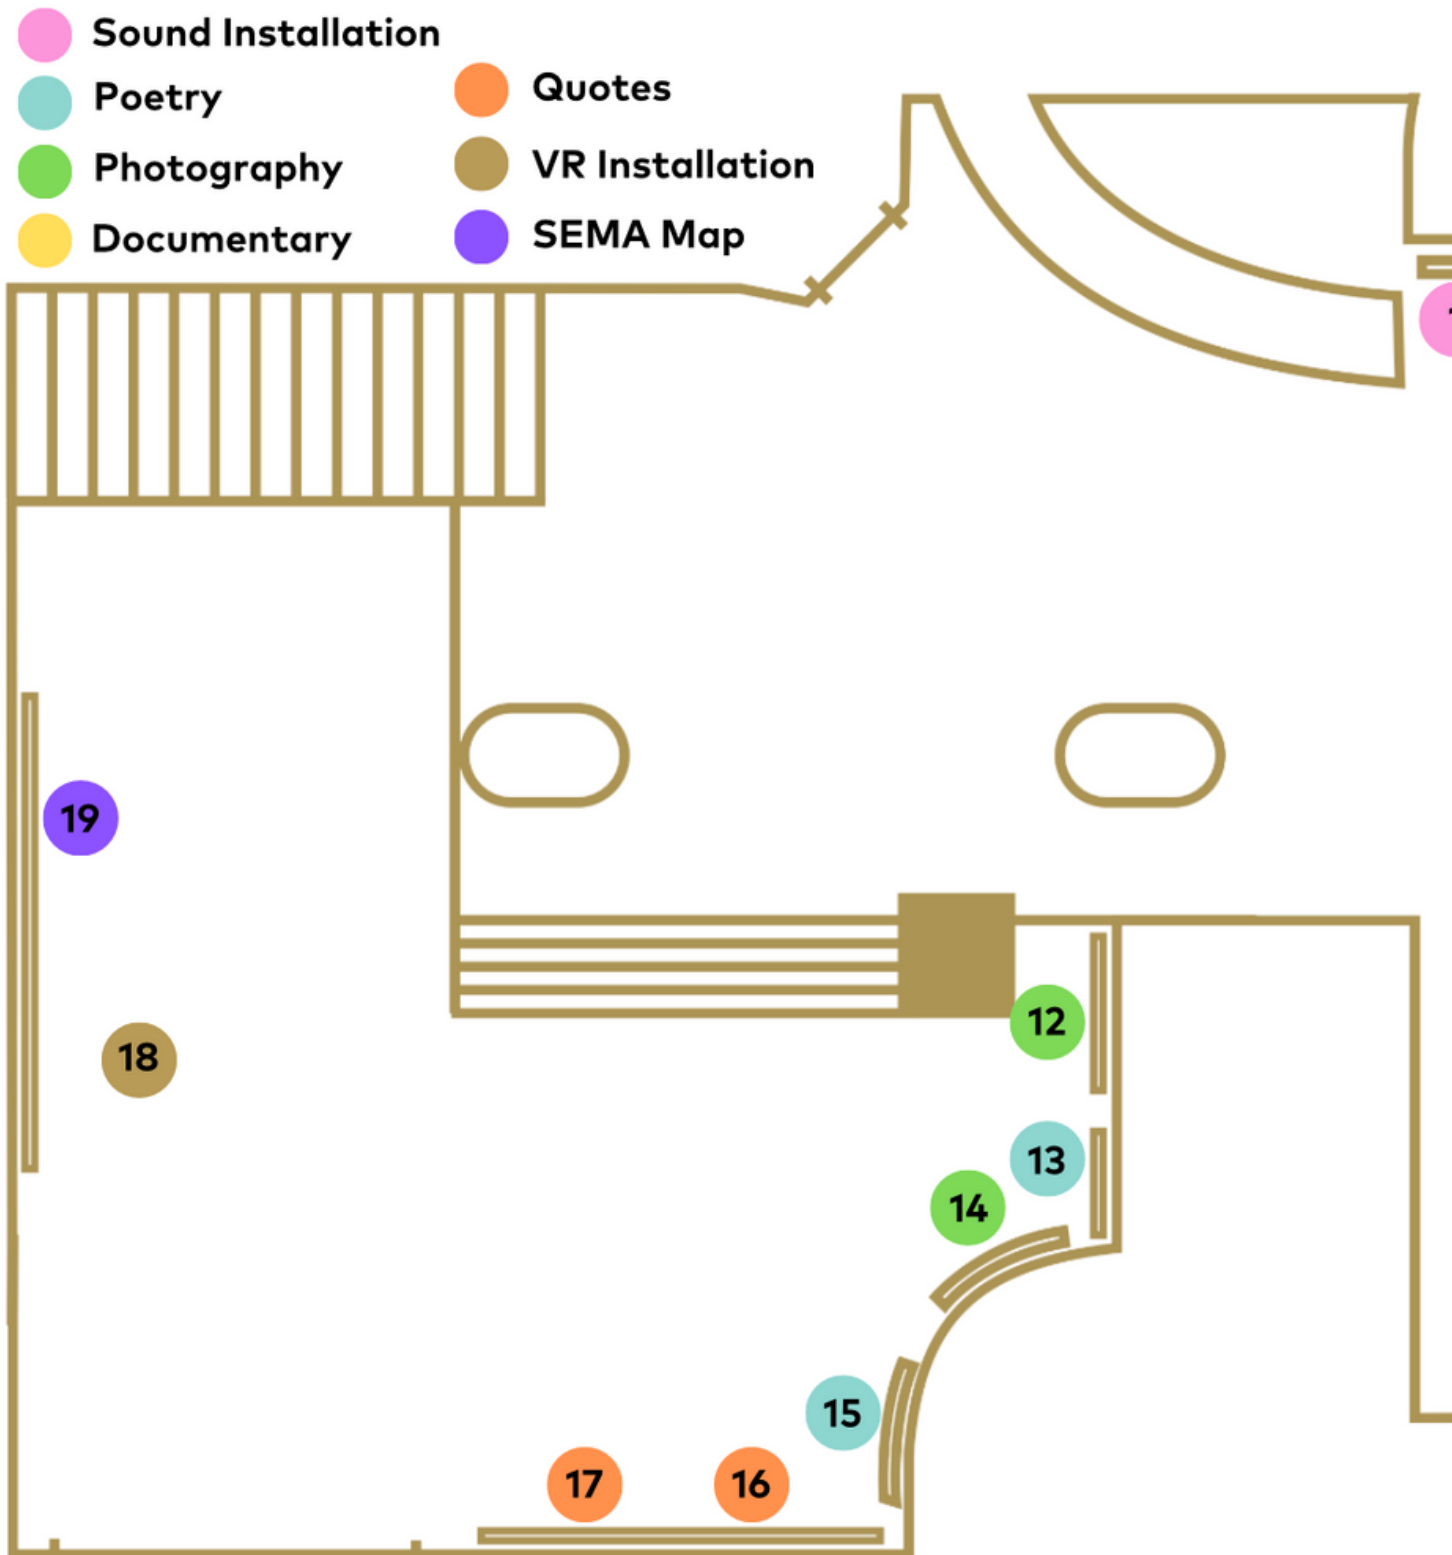 Sound Installation
Poetry
Photography
Documentary
Quotes
VR Installation
SEMA Map
19
18
12
13
14
15
17
16